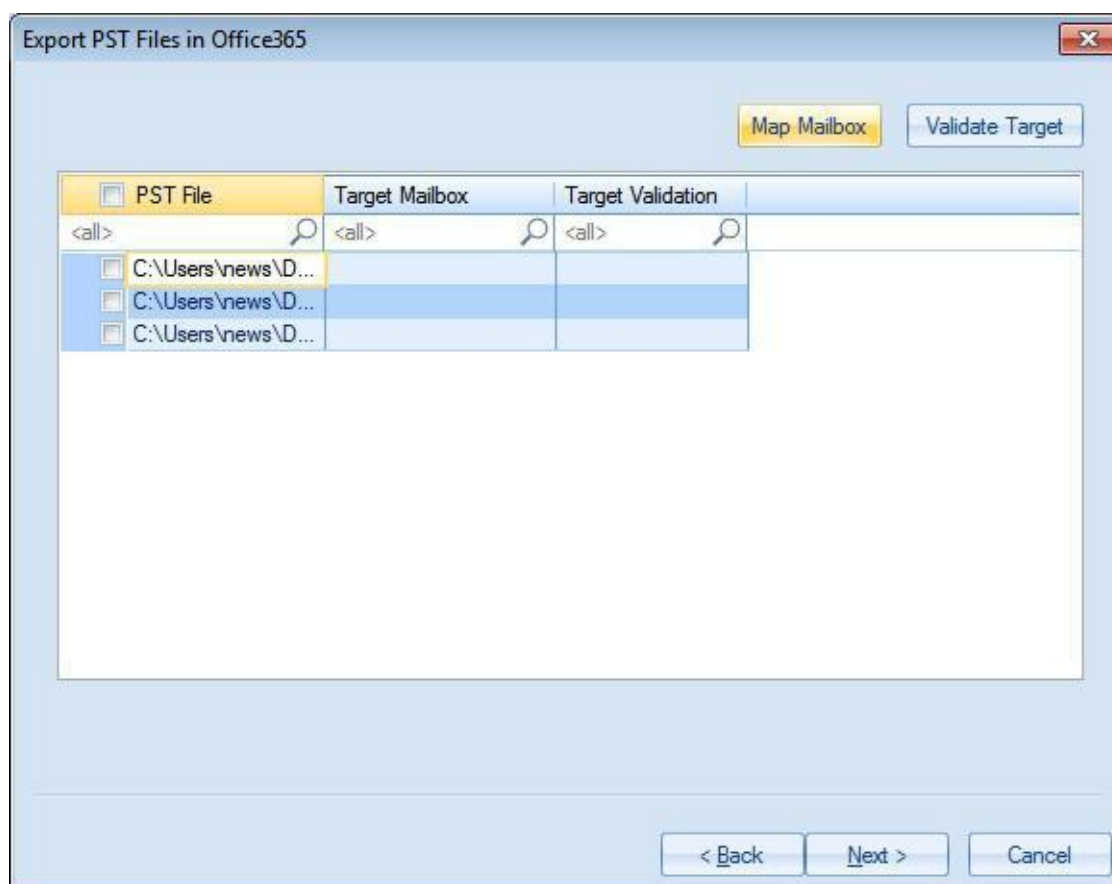 Export PST Files in Office365
Map Mailbox Validate Target
PST File Target Mailbox Target Validation
<all> <all> <all>
C:\Users\news\D...
C:\Users\news\D...
C:\Users\news\D...
< Back Next > Cancel